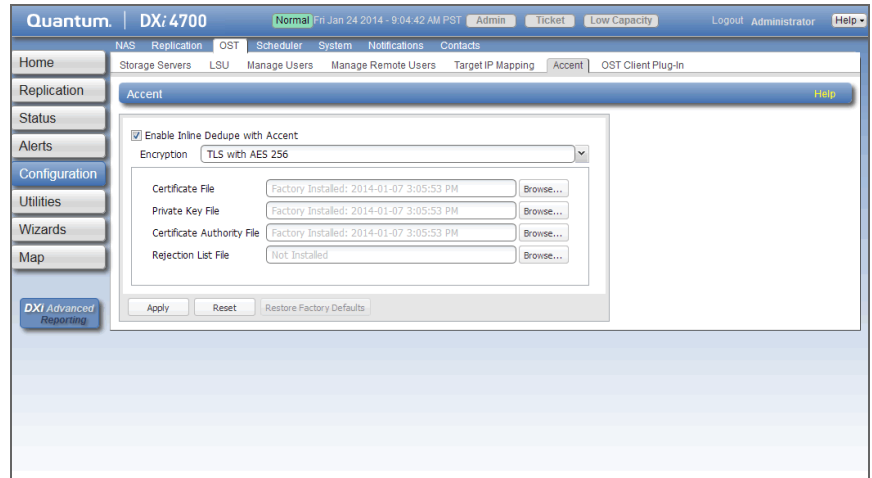 Quantum. DXi 4700 Normal Fri Jan 24 2014 - 9:04:42 AM PST Admin Ticket Low Capacity Logout Administrator Help
NAS Replication OST Scheduler System Notifications Contacts
Storage Servers LSU Manage Users Manage Remote Users Target IP Mapping Accent OST Client Plug-In
Home
Replication
Status
Alerts
Configuration
Utilities
Wizards
Map
DXi Advanced
Reporting
Accent Help
Enable Inline Dedupe with Accent
Encryption TLS with AES 256
Certificate File Factory Installed: 2014-01-07 3:05:53 PM Browse...
Private Key File Factory Installed: 2014-01-07 3:05:53 PM Browse...
Certificate Authority File Factory Installed: 2014-01-07 3:05:53 PM Browse...
Rejection List File Not Installed Browse...
Apply Reset Restore Factory Defaults